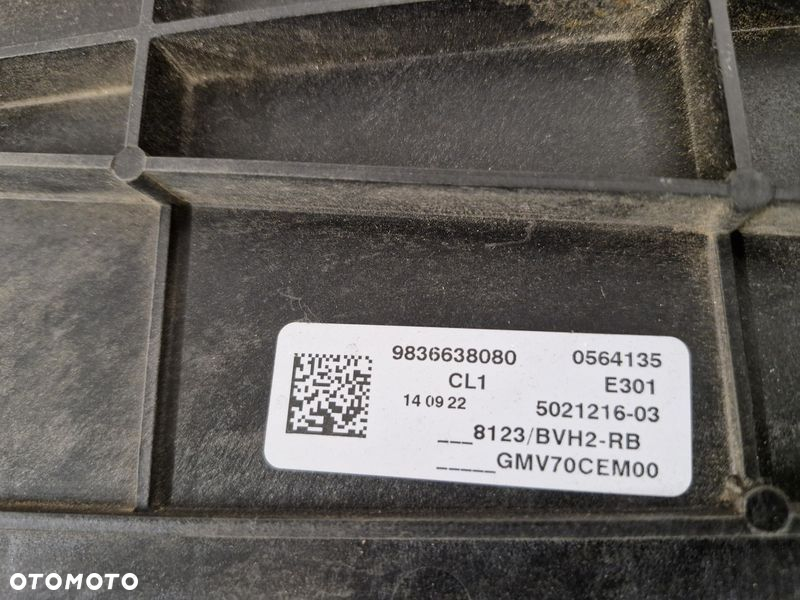 9836638080 0564135
CL1 E301
14 09 22 5021216-03
___8123/BVH2-RB
_____GMV70CEM00
OTOMOTO